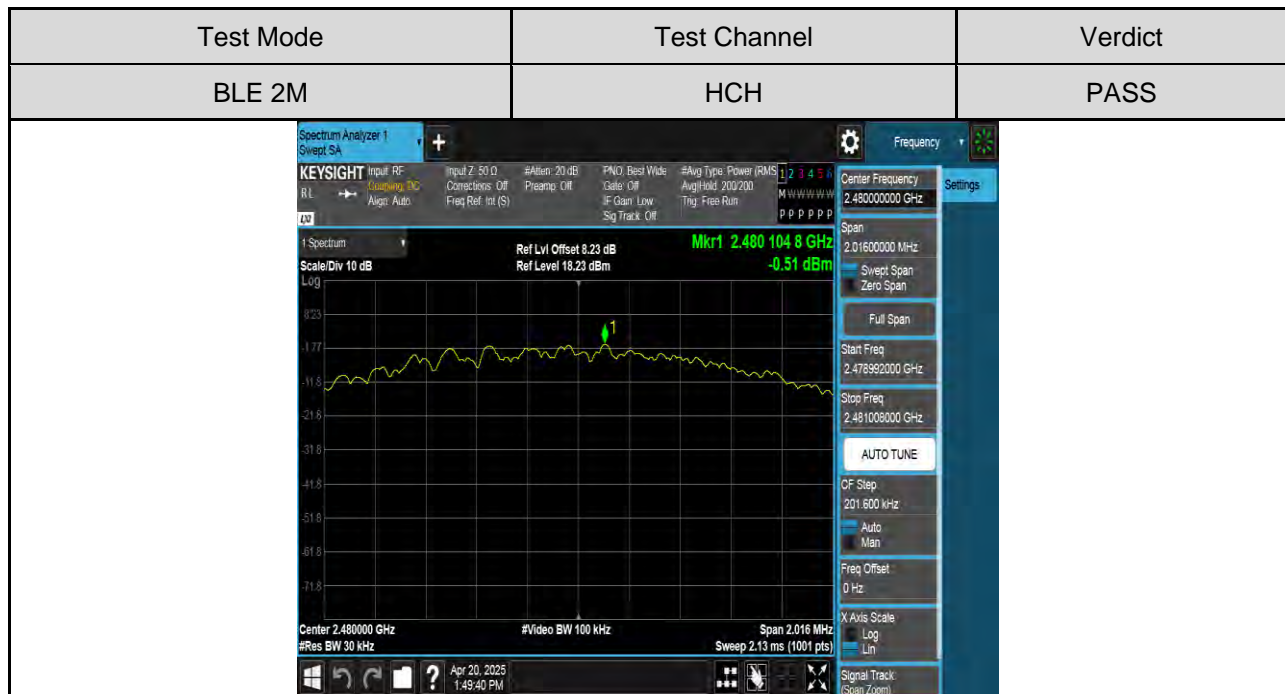 Test Mode Test Channel Verdict
BLE 2M HCH PASS
Spectrum Analyzer 1
Swept SA
+
Frequency
KEYSIGHT
R L
LXI
Input: RF
Coupling: DC
Align: Auto
Input Z: 50 Ω
Corrections: Off
Freq Ref: Int (S)
#Atten: 20 dB
Preamp: Off
PNO: Best Wide
Gate: Off
IF Gain: Low
Sig Track: Off
#Avg Type: Power (RMS
Avg|Hold: 200/200
Trig: Free Run
1 2 3 4 5 6
M W W W W W
P P P P P P
Center Frequency
2.480000000 GHz
Settings
Span
2.01600000 MHz
Swept Span
Zero Span
Full Span
Start Freq
2.478992000 GHz
Stop Freq
2.481008000 GHz
AUTO TUNE
CF Step
201.600 kHz
Auto
Man
Freq Offset
0 Hz
X Axis Scale
Log
Lin
Signal Track
(Span Zoom)
1 Spectrum
Scale/Div 10 dB
Log
Ref Lvl Offset 8.23 dB
Ref Level 18.23 dBm
Mkr1 2.480 104 8 GHz
-0.51 dBm
8.23
1
-1.77
-11.8
-21.8
-31.8
-41.8
-51.8
-61.8
-71.8
Center 2.480000 GHz
#Res BW 30 kHz
#Video BW 100 kHz
Span 2.016 MHz
Sweep 2.13 ms (1001 pts)
?
Apr 20, 2025
1:49:40 PM